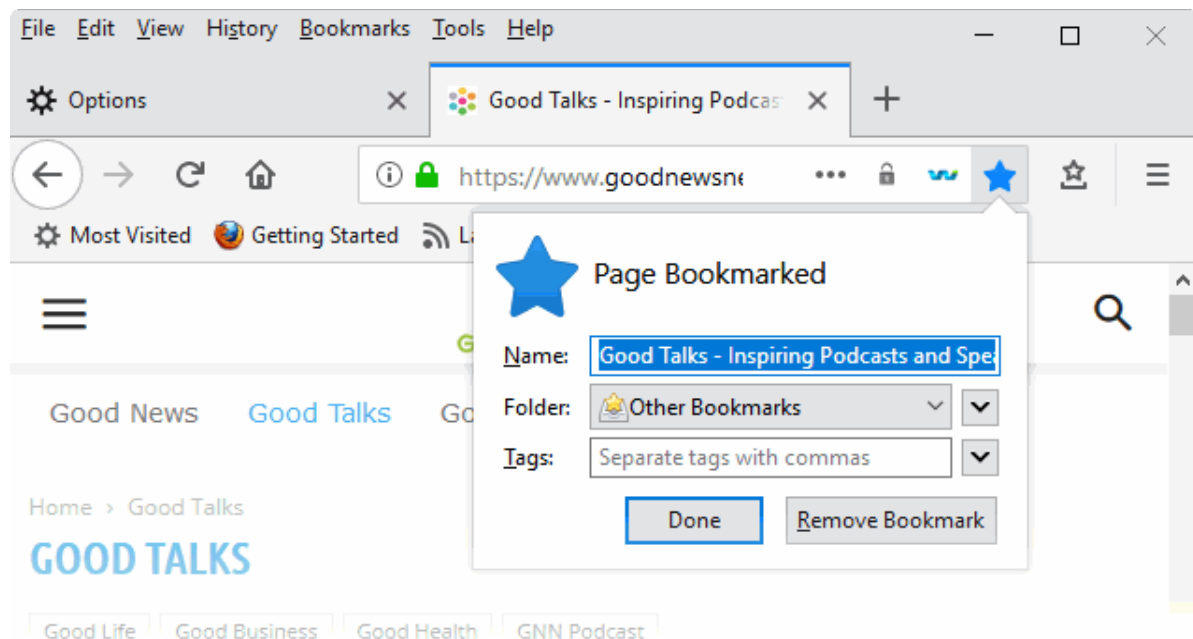 File Edit View History Bookmarks Tools Help
Options Good Talks - Inspiring Podcas
https://www.goodnewsne
Most Visited Getting Started
Page Bookmarked
Name: Good Talks - Inspiring Podcasts and Spea
Folder: Other Bookmarks
Tags: Separate tags with commas
Done Remove Bookmark
Good News Good Talks Go
Home › Good Talks
GOOD TALKS
Good Life Good Business Good Health GNN Podcast